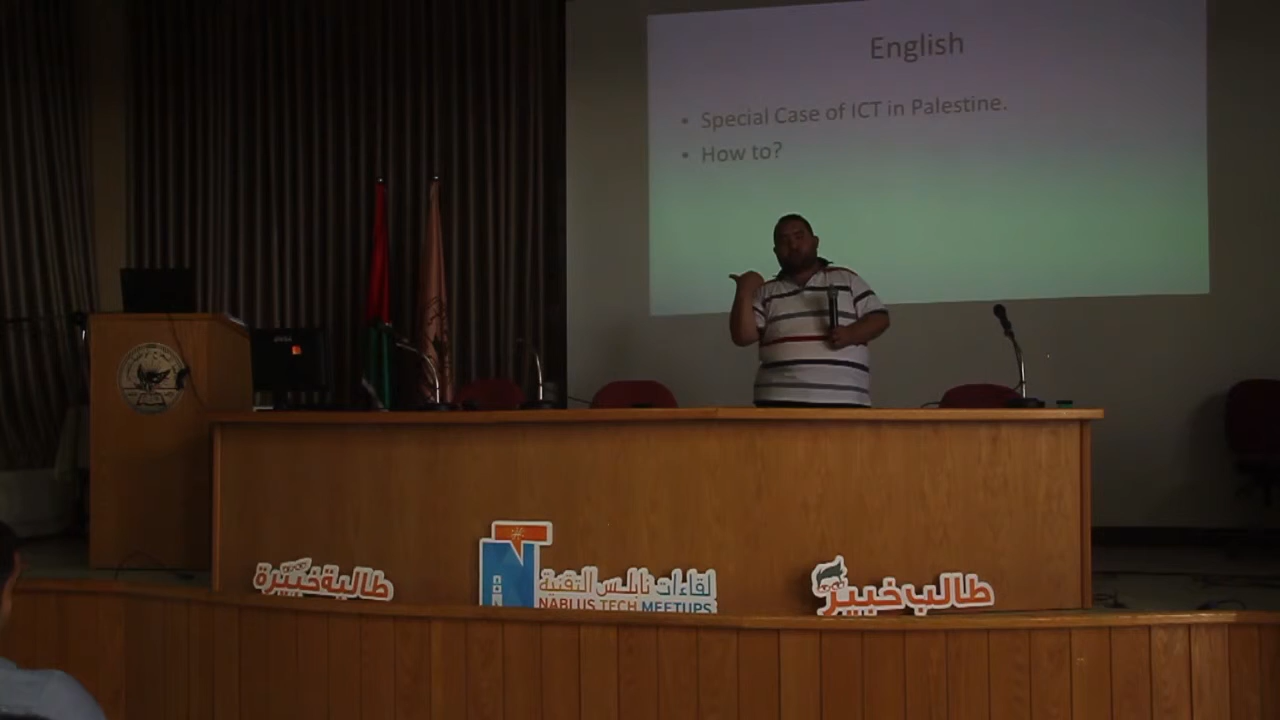 English
• Special Case of ICT in Palestine.
• How to?
طالبة خبيرة
لقاءات نابلس التقنية
NABLUS TECH MEETUPS
طالب خبير